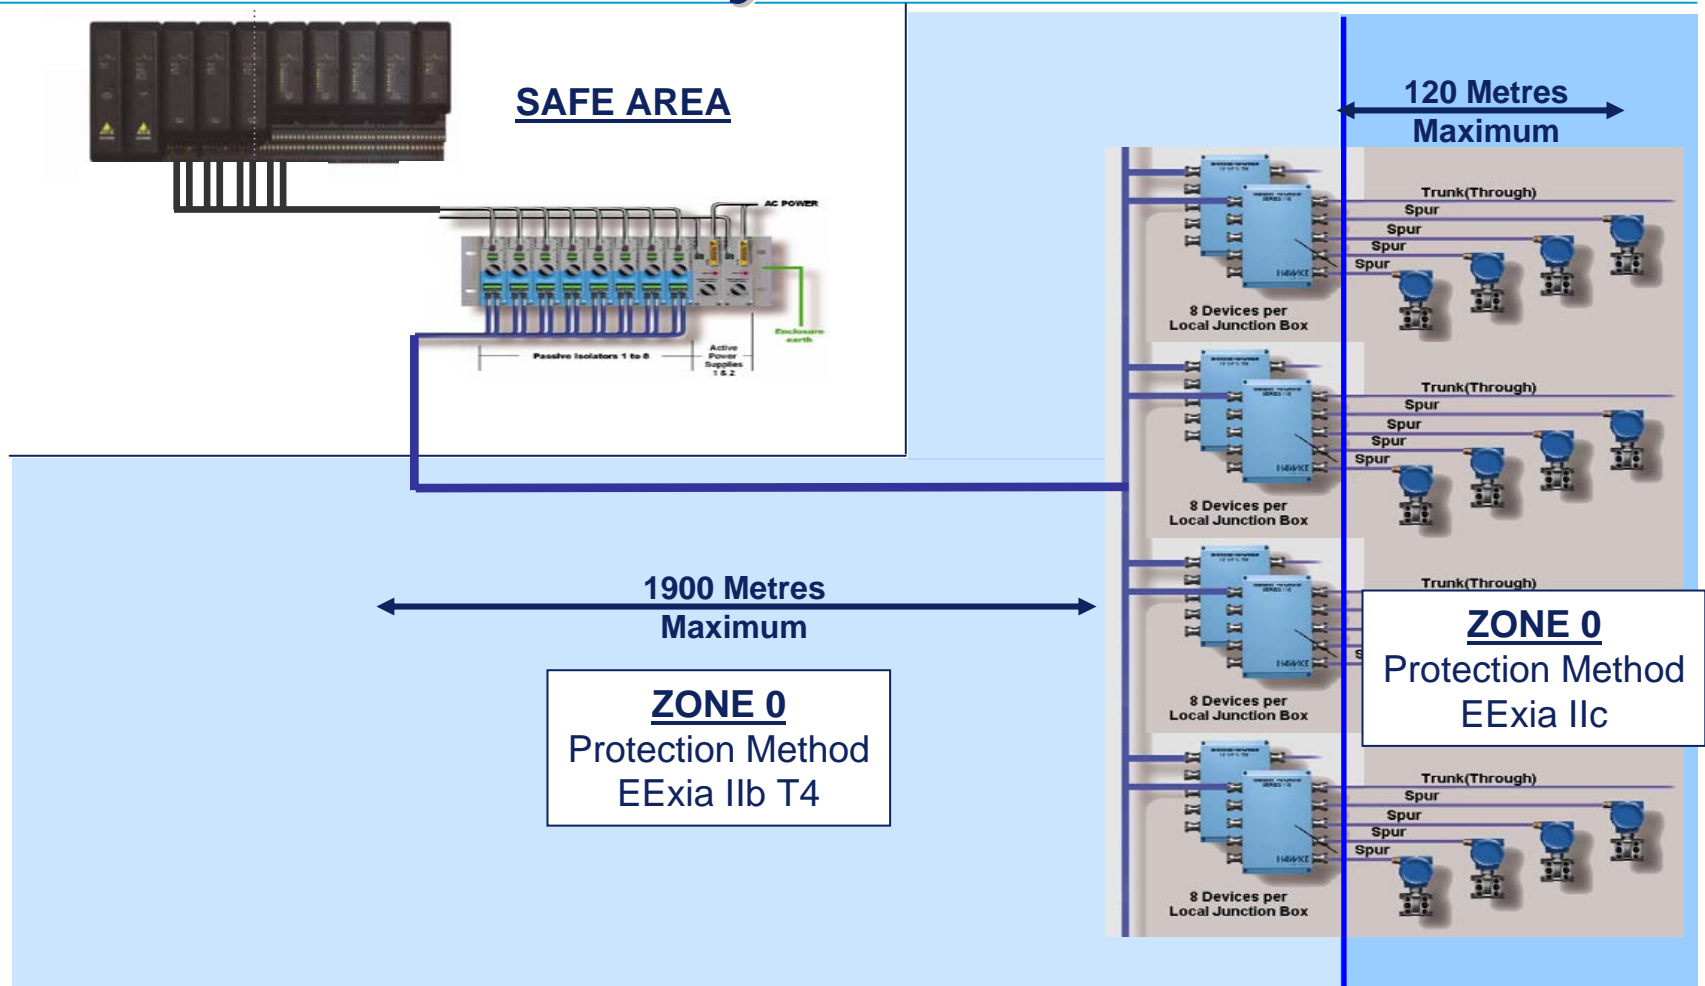 SAFE AREA
120 Metres
Maximum
AC POWER
Enclosure
earth
Passive Isolators 1 to 8
Active
Power
Supplies
1 & 2
Trunk(Through)
Spur
Spur
Spur
Spur
HAWKE
8 Devices per
Local Junction Box
Trunk(Through)
Spur
Spur
Spur
Spur
HAWKE
8 Devices per
Local Junction Box
1900 Metres
Maximum
ZONE 0
Protection Method
EExia IIb T4
Trunk(Through)
HAWKE
8 Devices per
Local Junction Box
ZONE 0
Protection Method
EExia IIc
Trunk(Through)
Spur
Spur
Spur
Spur
HAWKE
8 Devices per
Local Junction Box